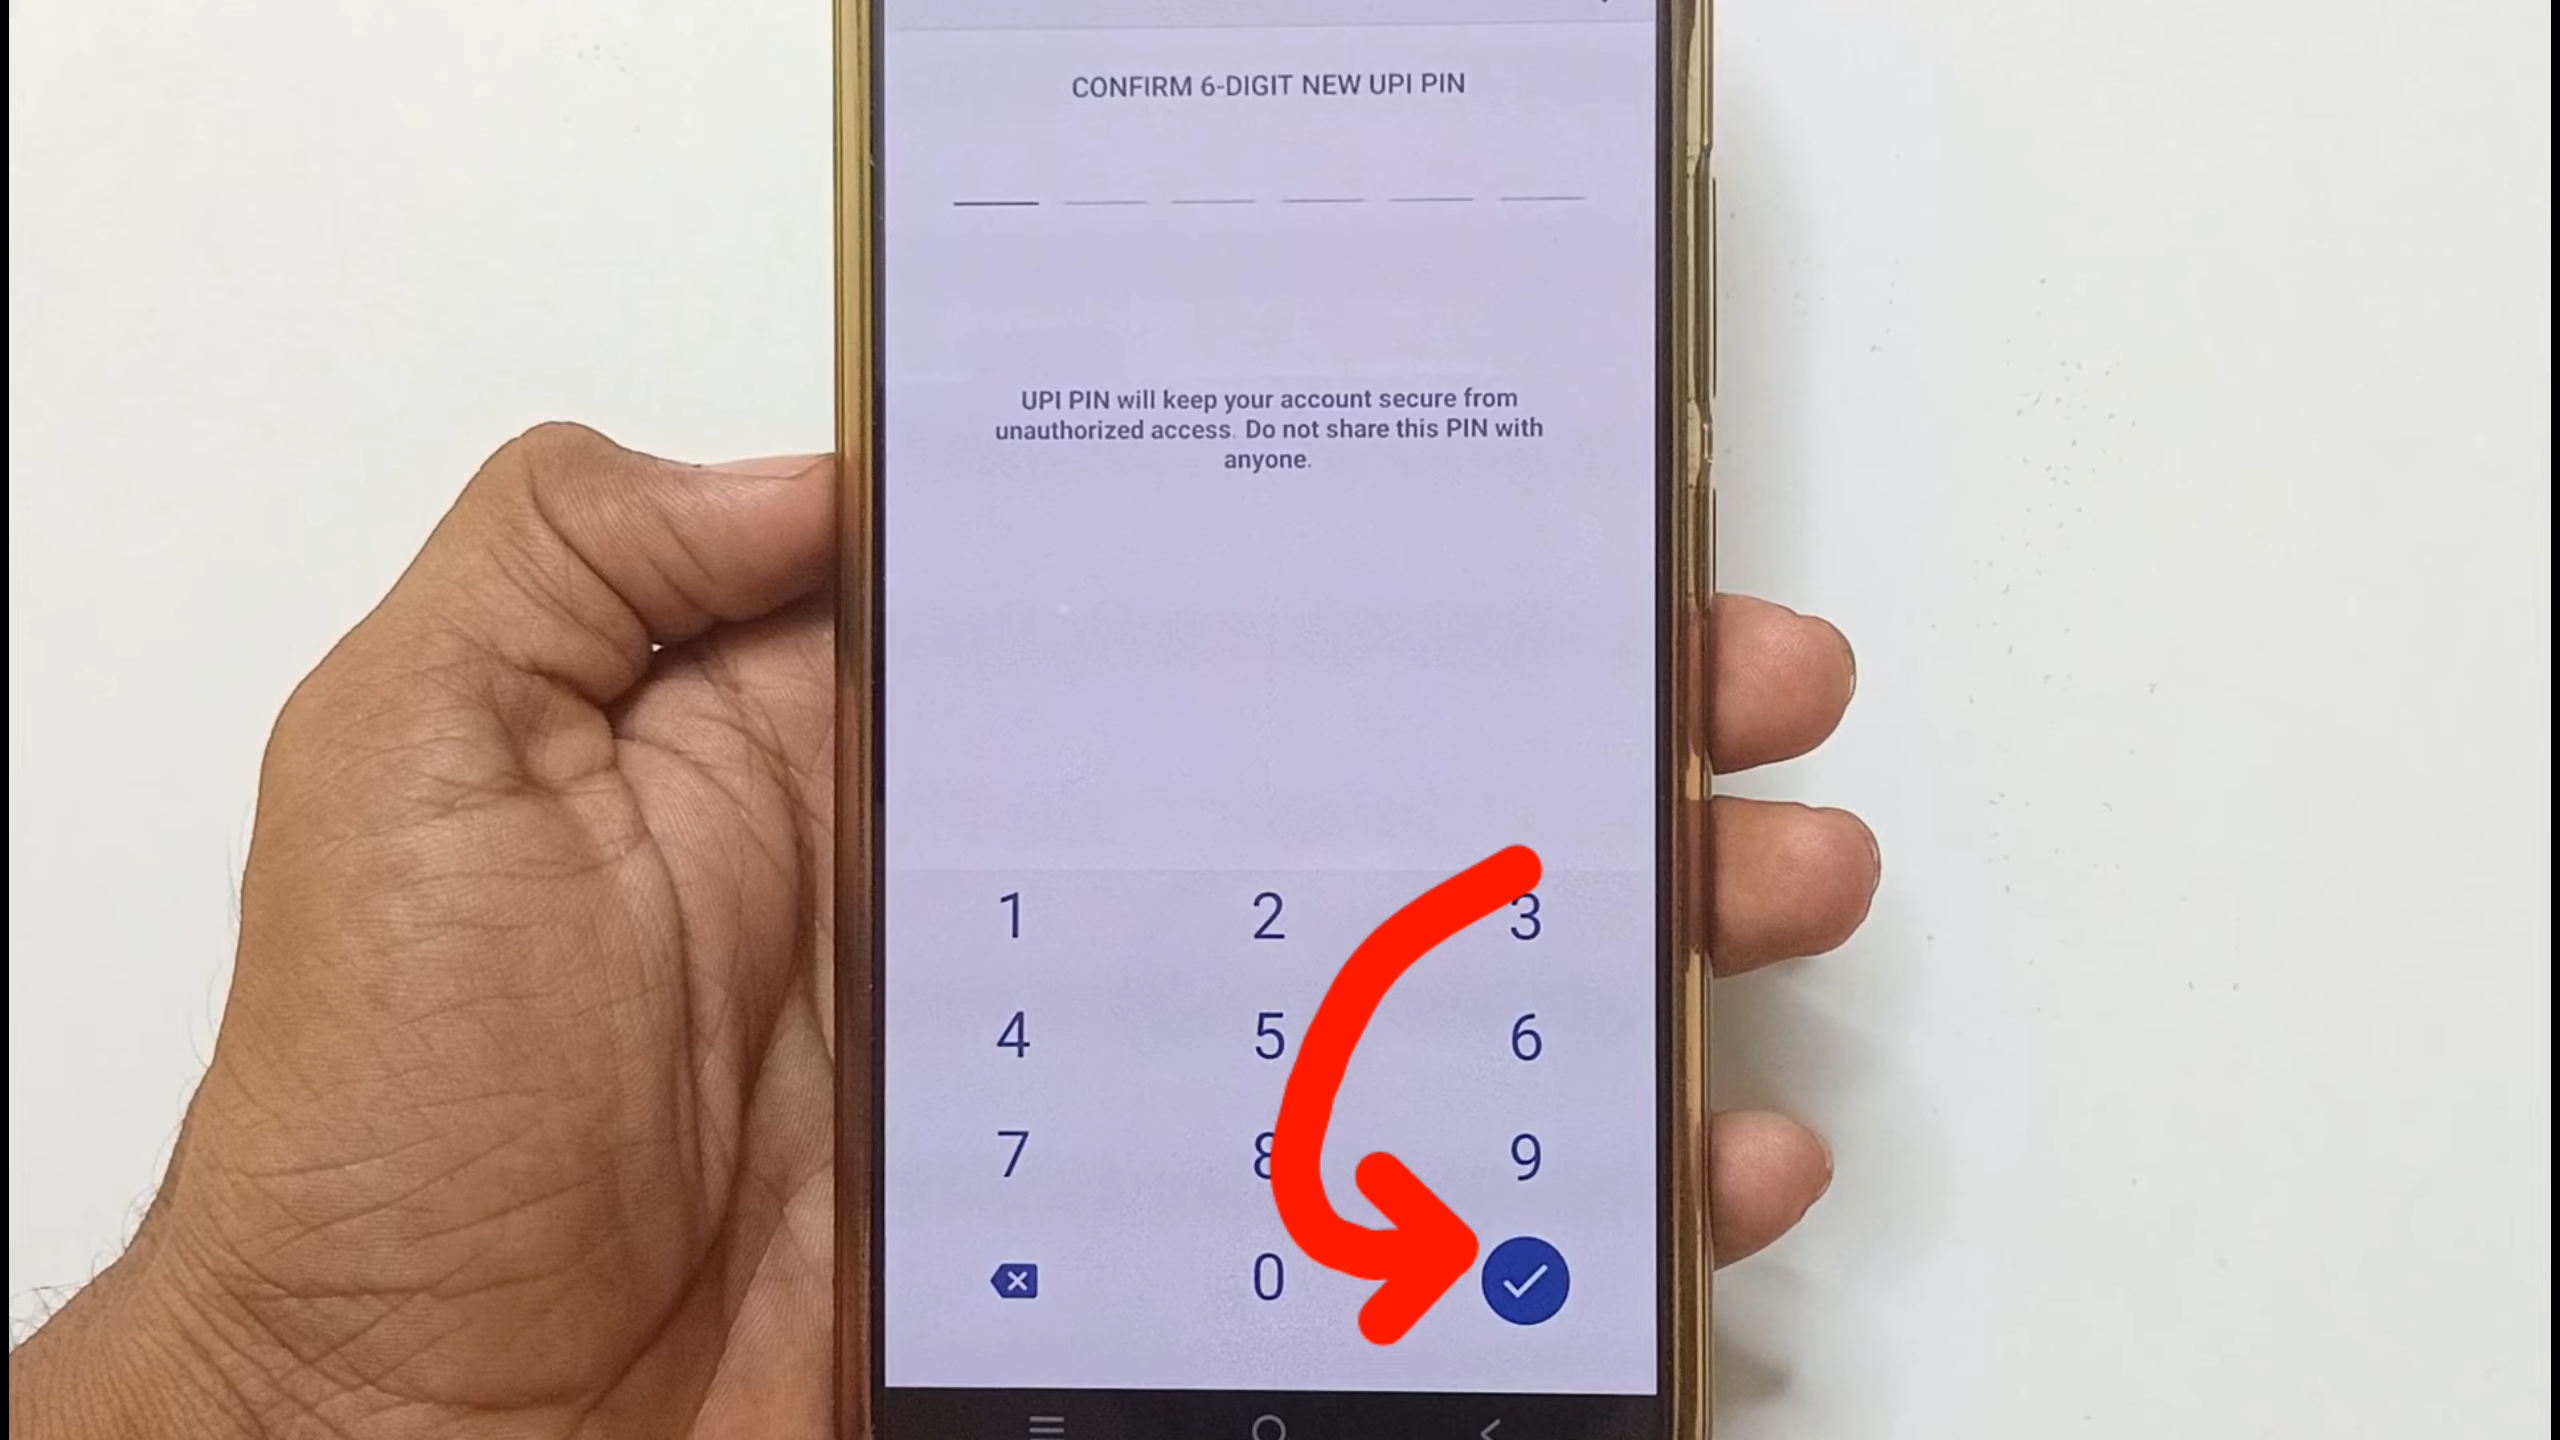 CONFIRM 6-DIGIT NEW UPI PIN
UPI PIN will keep your account secure from
unauthorized access. Do not share this PIN with
anyone.
1 2 3
4 5 6
7 8 9
0